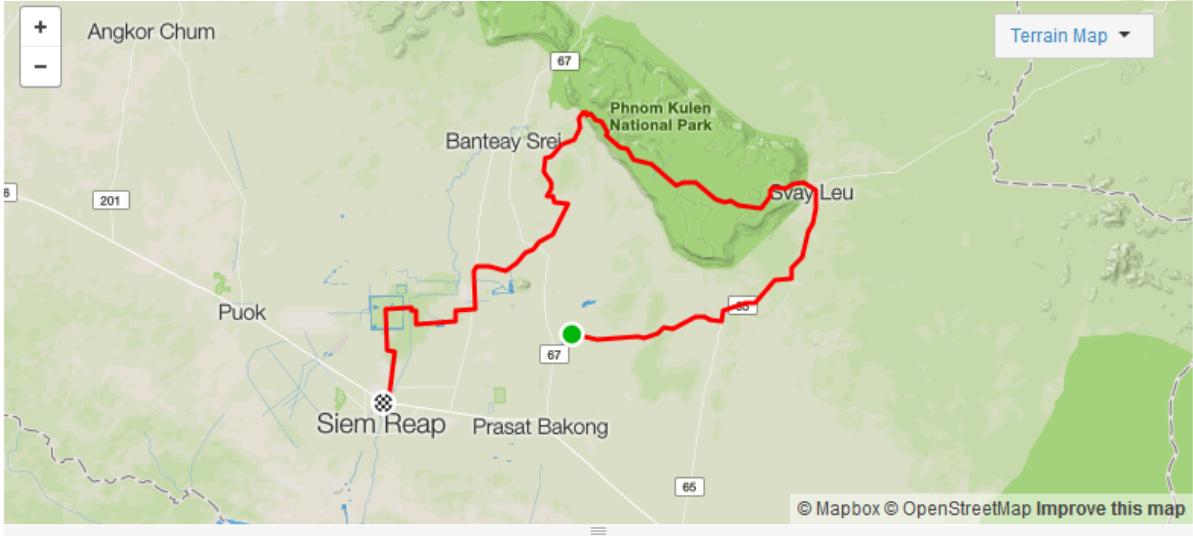 +
−
Angkor Chum
Terrain Map
67
Phnom Kulen
National Park
Banteay Srei
6
201
Svay Leu
Puok
65
67
Siem Reap
Prasat Bakong
65
© Mapbox © OpenStreetMap Improve this map